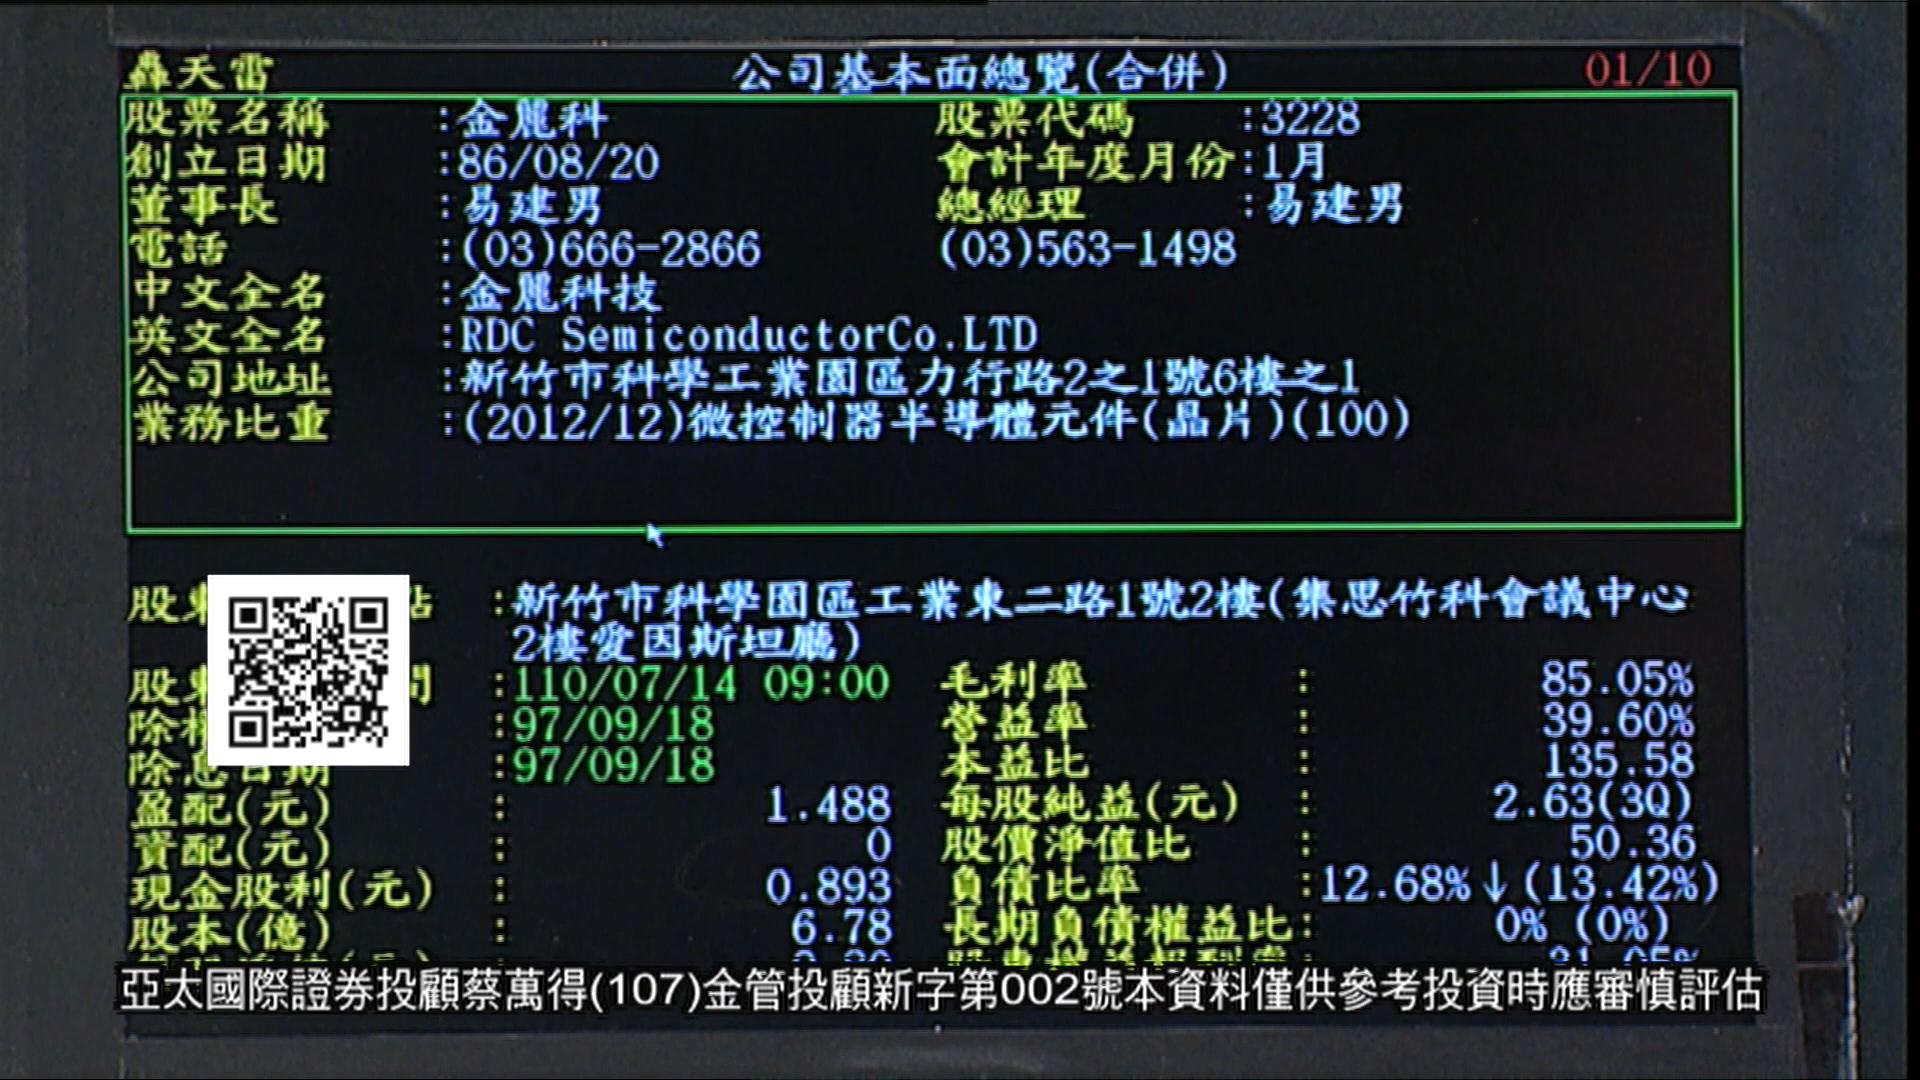 轟天雷 公司基本面總覽(合併) 01/10
股票名稱 :金麗科 股票代碼 :3228
創立日期 :86/08/20 會計年度月份:1月
董事長 :易建男 總經理 :易建男
電話 :(03)666-2866 (03)563-1498
中文全名 :金麗科技
英文全名 :RDC SemiconductorCo.LTD
公司地址 :新竹市科學工業園區力行路2之1號6樓之1
業務比重 :(2012/12)微控制器半導體元件(晶片)(100)
股 :新竹市科學園區工業東二路1號2樓(集思竹科會議中心
2樓愛因斯坦廳)
股 :110/07/14 09:00 毛利率 : 85.05%
除 :97/09/18 營益率 : 39.60%
除息日期 :97/09/18 本益比 : 135.58
盈配(元) : 1.488 每股純益(元) : 2.63(3Q)
資配(元) : 0 股價淨值比 : 50.36
現金股利(元) : 0.893 負債比率 :12.68%↓(13.42%)
股本(億) : 6.78 長期負債權益比: 0% (0%)
亞太國際證券投顧蔡萬得(107)金管投顧新字第002號本資料僅供參考投資時應審慎評估